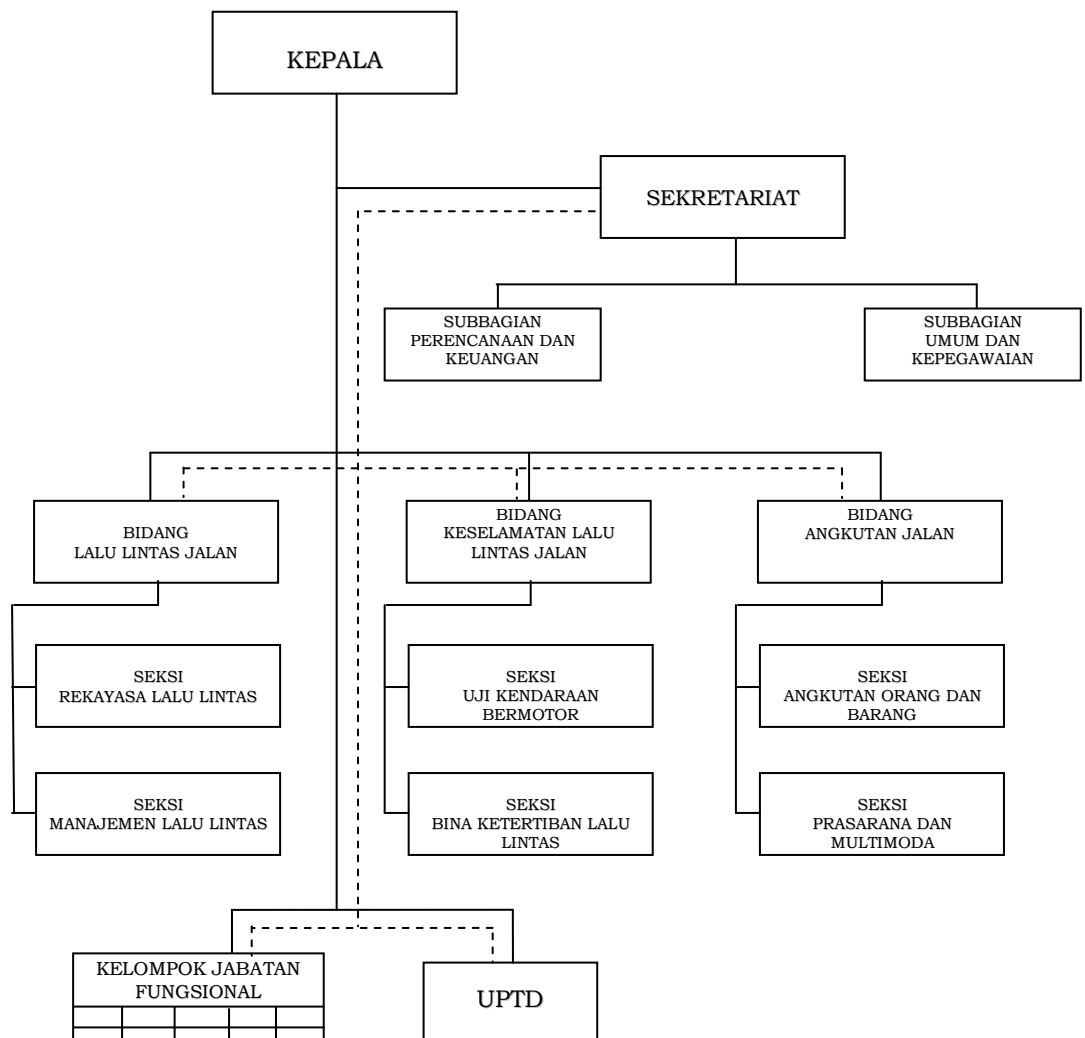 KEPALA
SEKRETARIAT
SUBBAGIAN
PERENCANAAN DAN
KEUANGAN
SUBBAGIAN
UMUM DAN
KEPEGAWAIAN
BIDANG
LALU LINTAS JALAN
BIDANG
KESELAMATAN LALU
LINTAS JALAN
BIDANG
ANGKUTAN JALAN
SEKSI
REKAYASA LALU LINTAS
SEKSI
UJI KENDARAAN
BERMOTOR
SEKSI
ANGKUTAN ORANG DAN
BARANG
SEKSI
MANAJEMEN LALU LINTAS
SEKSI
BINA KETERTIBAN LALU
LINTAS
SEKSI
PRASARANA DAN
MULTIMODA
KELOMPOK JABATAN
FUNGSIONAL
UPTD